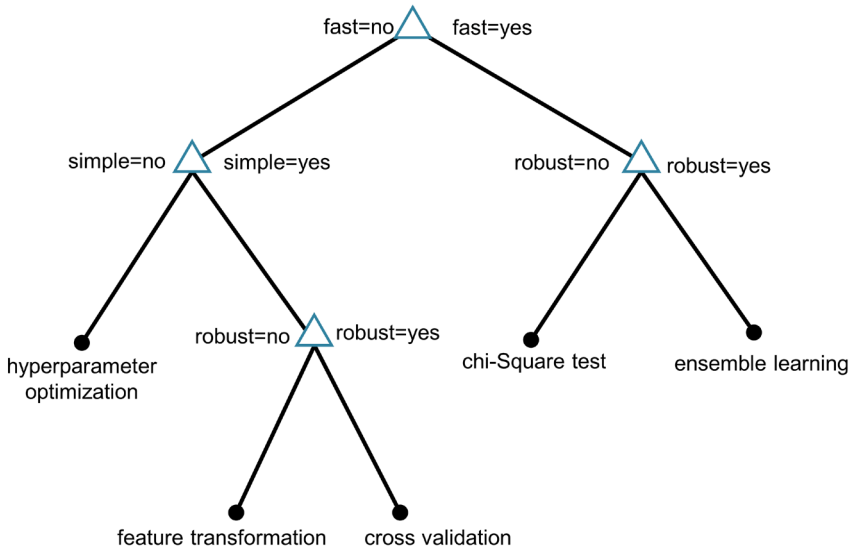 fast=no
fast=yes
simple=no
simple=yes
robust=no
robust=yes
robust=no
robust=yes
hyperparameter
optimization
chi-Square test
ensemble learning
feature transformation
cross validation